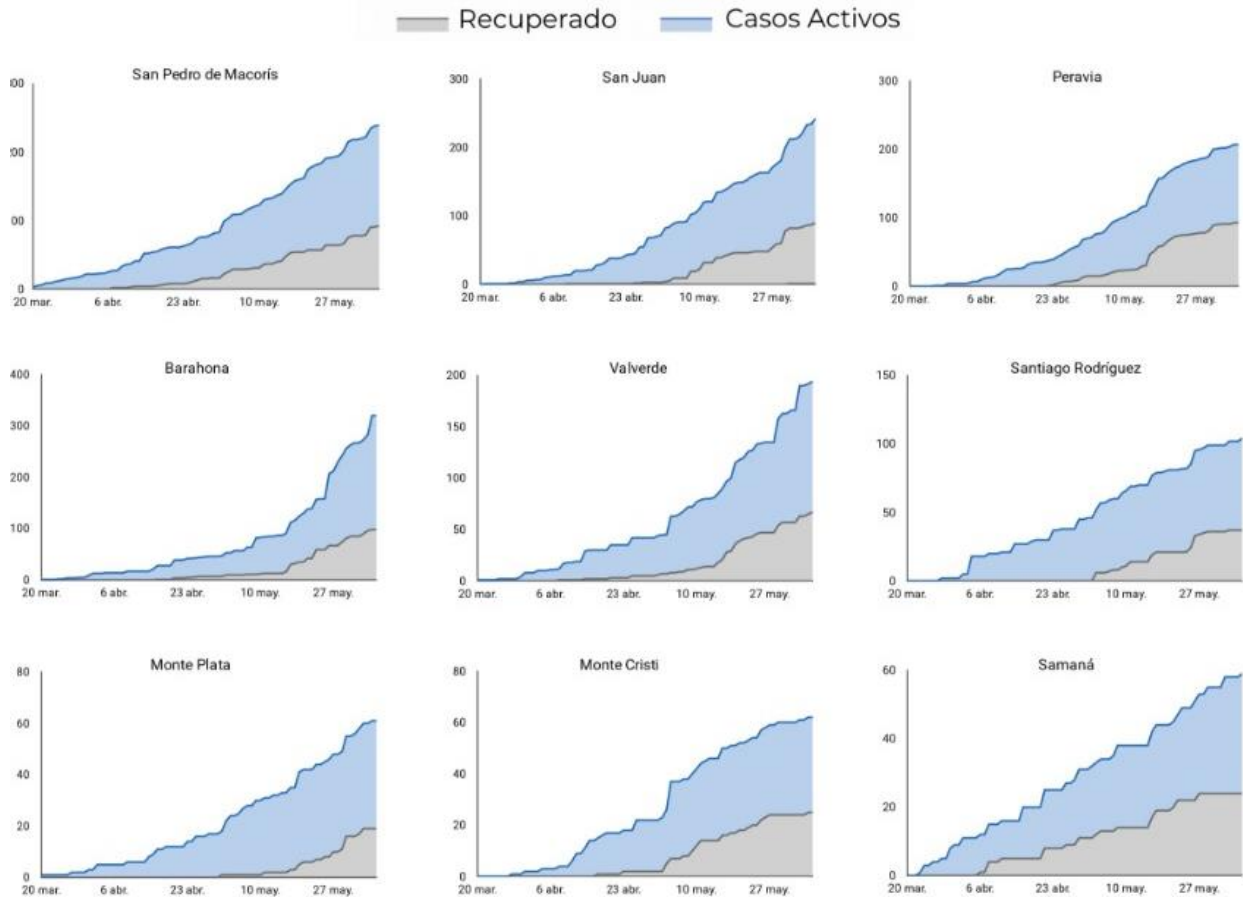 Recuperado Casos Activos
San Pedro de Macorís
00
00
00
0
20 mar. 6 abr. 23 abr. 10 may. 27 may.
San Juan
300
200
100
0
20 mar. 6 abr. 23 abr. 10 may. 27 may.
Peravia
300
200
100
0
20 mar. 6 abr. 23 abr. 10 may. 27 may.
Barahona
400
300
200
100
0
20 mar. 6 abr. 23 abr. 10 may. 27 may.
Valverde
200
150
100
50
0
20 mar. 6 abr. 23 abr. 10 may. 27 may.
Santiago Rodríguez
150
100
50
0
20 mar. 6 abr. 23 abr. 10 may. 27 may.
Monte Plata
80
60
40
20
0
20 mar. 6 abr. 23 abr. 10 may. 27 may.
Monte Cristi
80
60
40
20
0
20 mar. 6 abr. 23 abr. 10 may. 27 may.
Samaná
60
40
20
0
20 mar. 6 abr. 23 abr. 10 may. 27 may.